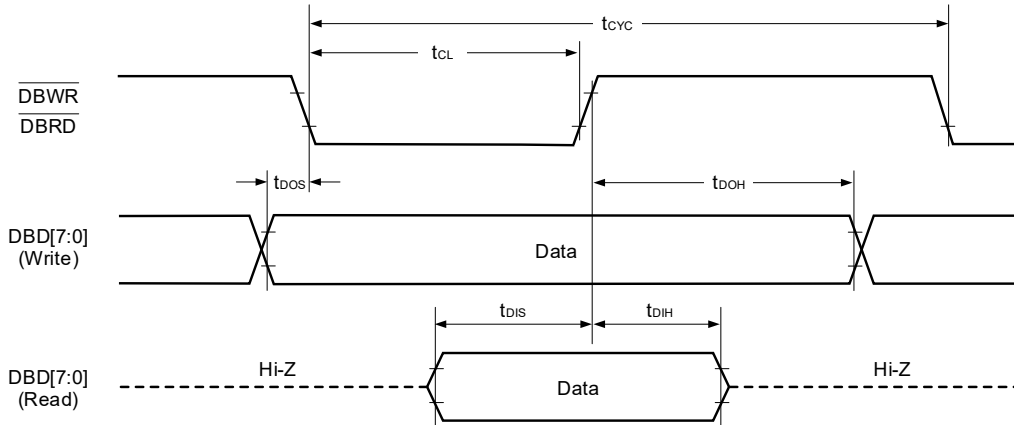 tCYC
tCL
DBWR
DBRD
tDOS
tDOH
DBD[7:0]
(Write)
Data
tDIS
tDIH
DBD[7:0]
(Read)
Hi-Z
Data
Hi-Z